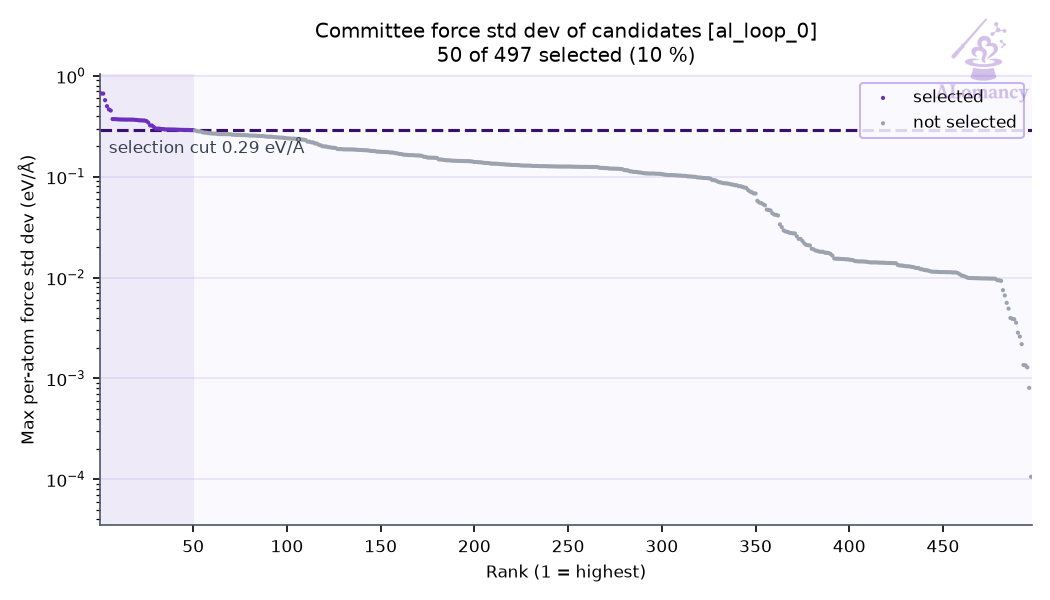 Committee force std dev of candidates [al_loop_0]
50 of 497 selected (10 %)
ALomancy
selected
not selected
selection cut 0.29 eV/Å
Max per-atom force std dev (eV/Å)
10⁰
10⁻¹
10⁻²
10⁻³
10⁻⁴
50 100 150 200 250 300 350 400 450
Rank (1 = highest)